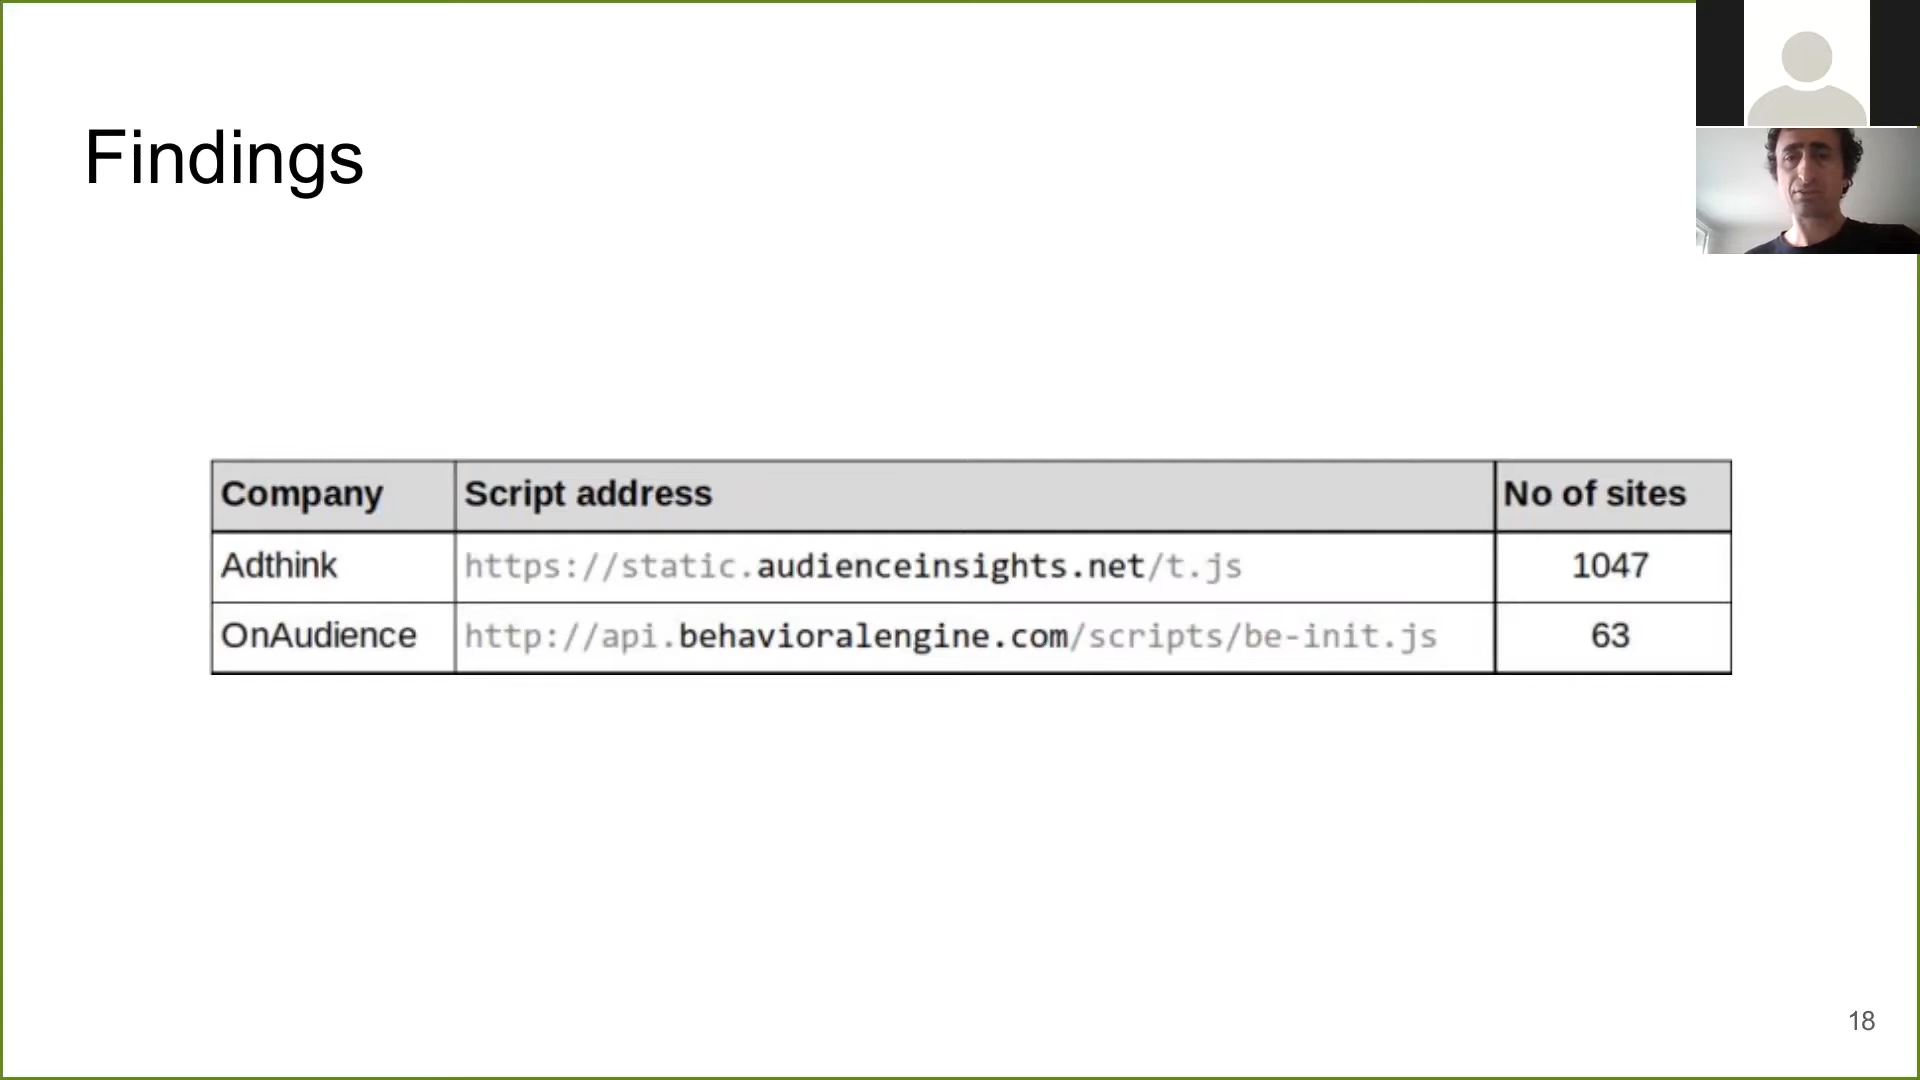 Findings
Company Script address No of sites
Adthink https://static.audienceinsights.net/t.js 1047
OnAudience http://api.behavioralengine.com/scripts/be-init.js 63
18